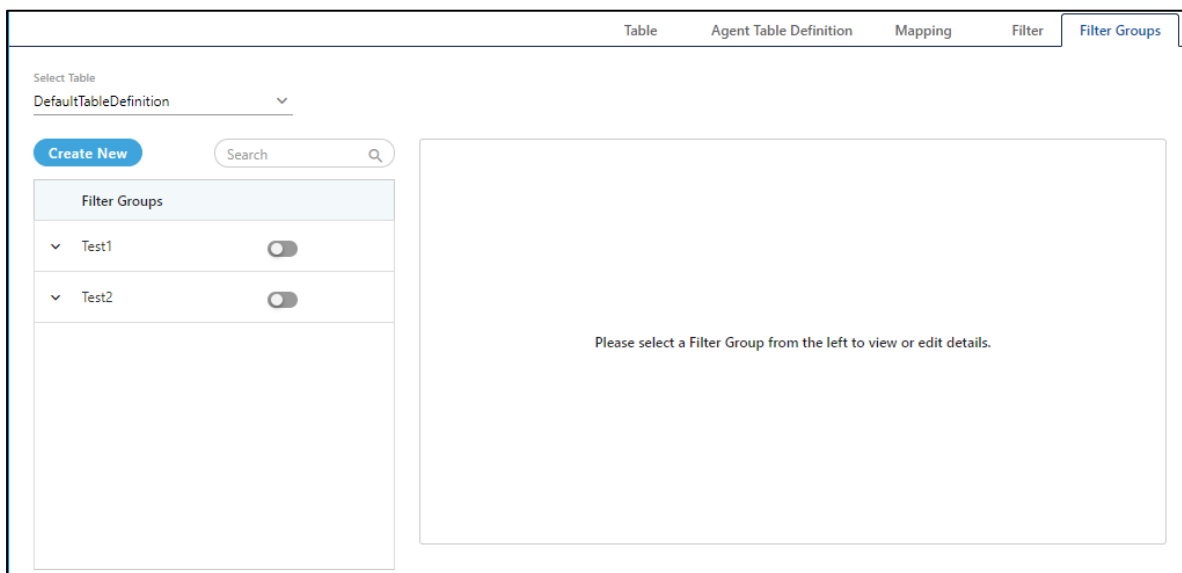 Table Agent Table Definition Mapping Filter Filter Groups
Select Table
DefaultTableDefinition
Create New Search
Filter Groups
Test1
Test2
Please select a Filter Group from the left to view or edit details.